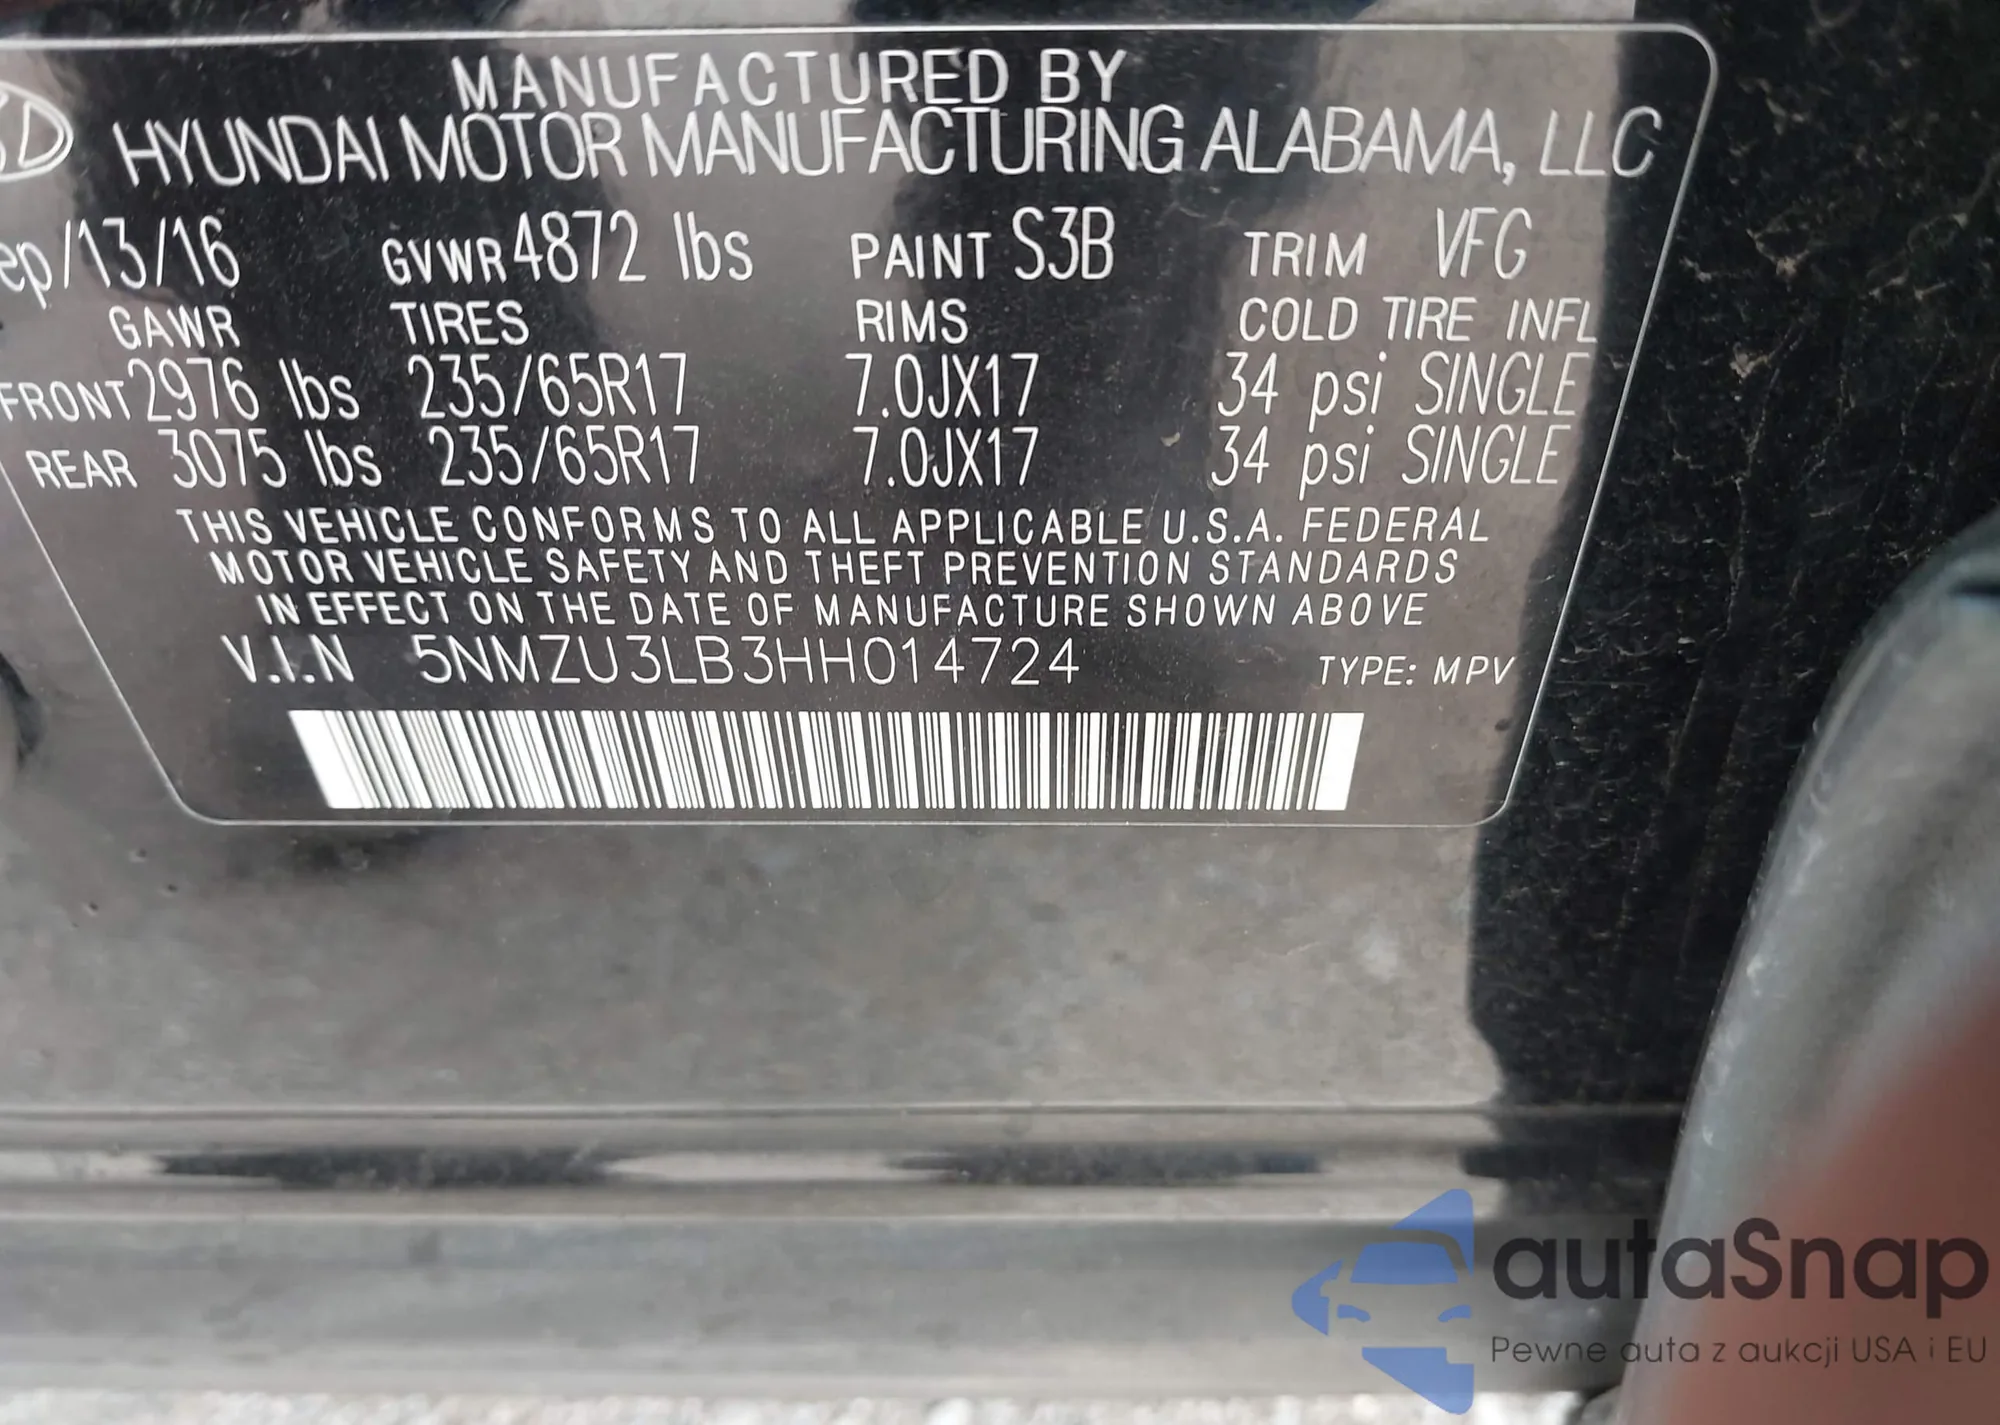 MANUFACTURED BY
HYUNDAI MOTOR MANUFACTURING ALABAMA, LLC
ep/13/16 GVWR 4872 lbs PAINT S3B TRIM VFG
GAWR TIRES RIMS COLD TIRE INFL
FRONT 2976 lbs 235/65R17 7.0JX17 34 psi SINGLE
REAR 3075 lbs 235/65R17 7.0JX17 34 psi SINGLE
THIS VEHICLE CONFORMS TO ALL APPLICABLE U.S.A. FEDERAL
MOTOR VEHICLE SAFETY AND THEFT PREVENTION STANDARDS
IN EFFECT ON THE DATE OF MANUFACTURE SHOWN ABOVE
V.I.N 5NMZU3LB3HH014724 TYPE: MPV
autaSnap
Pewne auta z aukcji USA i EU